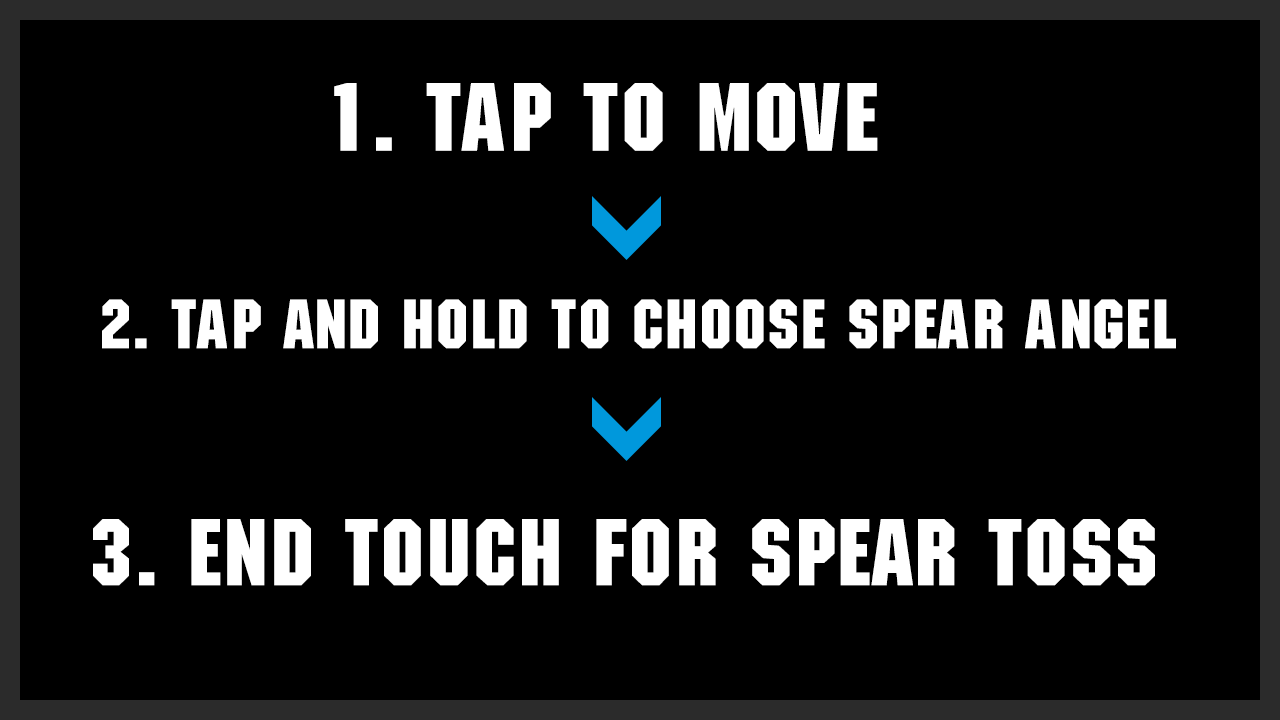 1. TAP TO MOVE
2. TAP AND HOLD TO CHOOSE SPEAR ANGEL
3. END TOUCH FOR SPEAR TOSS